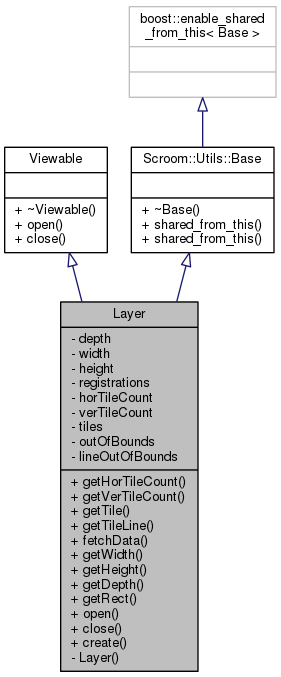 boost::enable_shared
_from_this< Base >
Viewable
+ ~Viewable()
+ open()
+ close()
Scroom::Utils::Base
+ ~Base()
+ shared_from_this()
+ shared_from_this()
Layer
- depth
- width
- height
- registrations
- horTileCount
- verTileCount
- tiles
- outOfBounds
- lineOutOfBounds
+ getHorTileCount()
+ getVerTileCount()
+ getTile()
+ getTileLine()
+ fetchData()
+ getWidth()
+ getHeight()
+ getDepth()
+ getRect()
+ open()
+ close()
+ create()
- Layer()